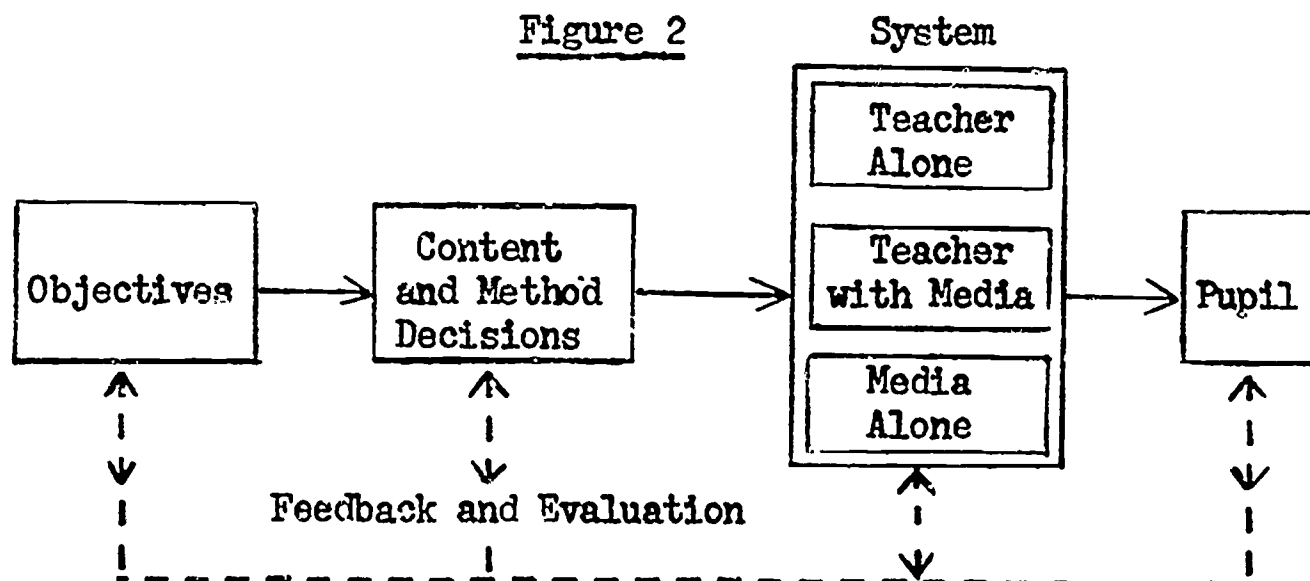 Figure 2
System
Teacher
Alone
Objectives
Content
and Method
Decisions
Teacher
with Media
Pupil
Media
Alone
Feedback and Evaluation